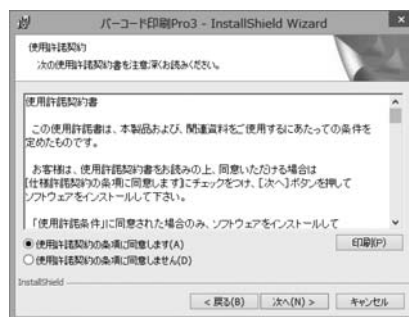 バーコード印刷Pro3 - InstallShield Wizard
使用許諾契約
次の使用許諾契約書を注意深くお読みください。
使用許諾契約書
この使用許諾書は、本製品および、関連資料をご使用するにあたっての条件を
定めたものです。
お客様は、使用許諾契約書をお読みの上、同意いただける場合は
[仕様許諾契約の条項に同意します]にチェックをつけ、[次へ]ボタンを押して
ソフトウェアをインストールして下さい。
「使用許諾条件」に同意された場合のみ、ソフトウェアをインストールして
使用許諾契約の条項に同意します(A)
印刷(P)
使用許諾契約の条項に同意しません(D)
InstallShield
< 戻る(B)
次へ(N) >
キャンセル